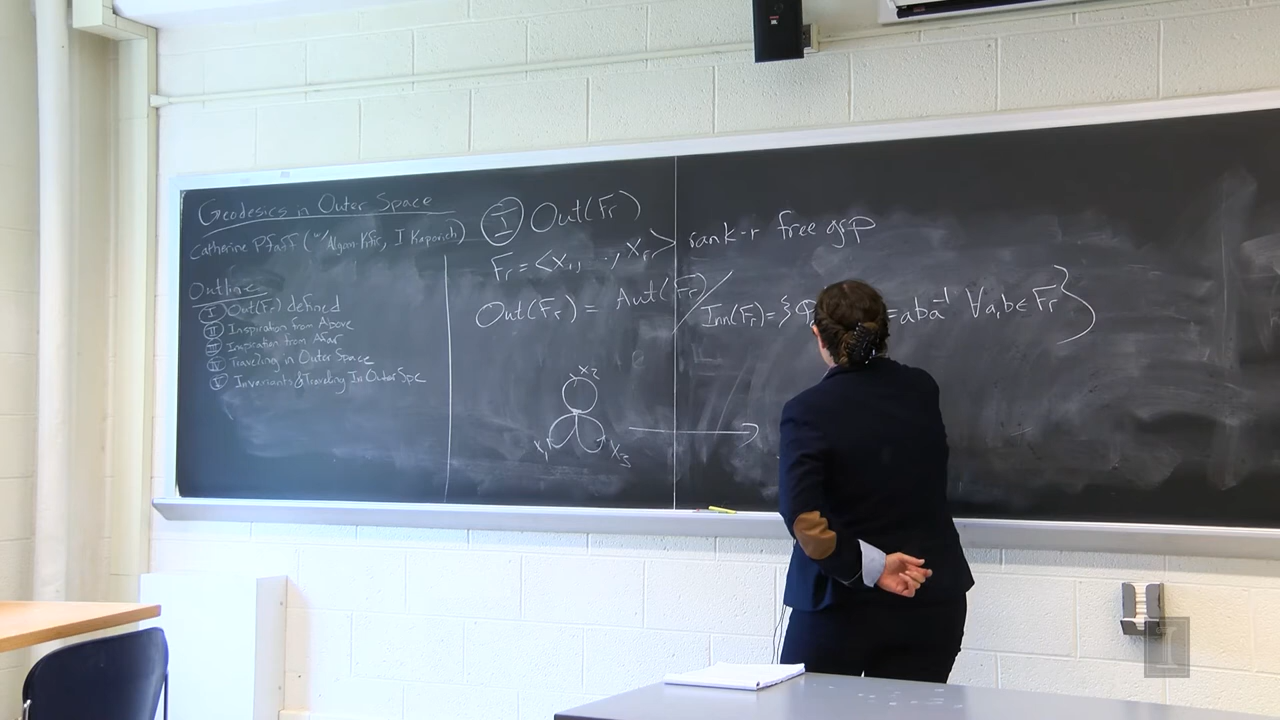 Geodesics in Outer Space
Catherine Pfaff (w/ Algom-Kfir, I Kapovich)
Outline
I Out(Fr) defined
II Inspiration from Above
III Inspiration from Afar
IV Traveling in Outer Space
V Invariants & Traveling In Outer Spc
I Out(Fr)
Fr = <x1, ..., xr> rank-r free grp
Out(Fr) = Aut(Fr)/Inn(Fr) = {Φ = aba⁻¹ ∀a,b∈Fr}
x2
x1
x3
I